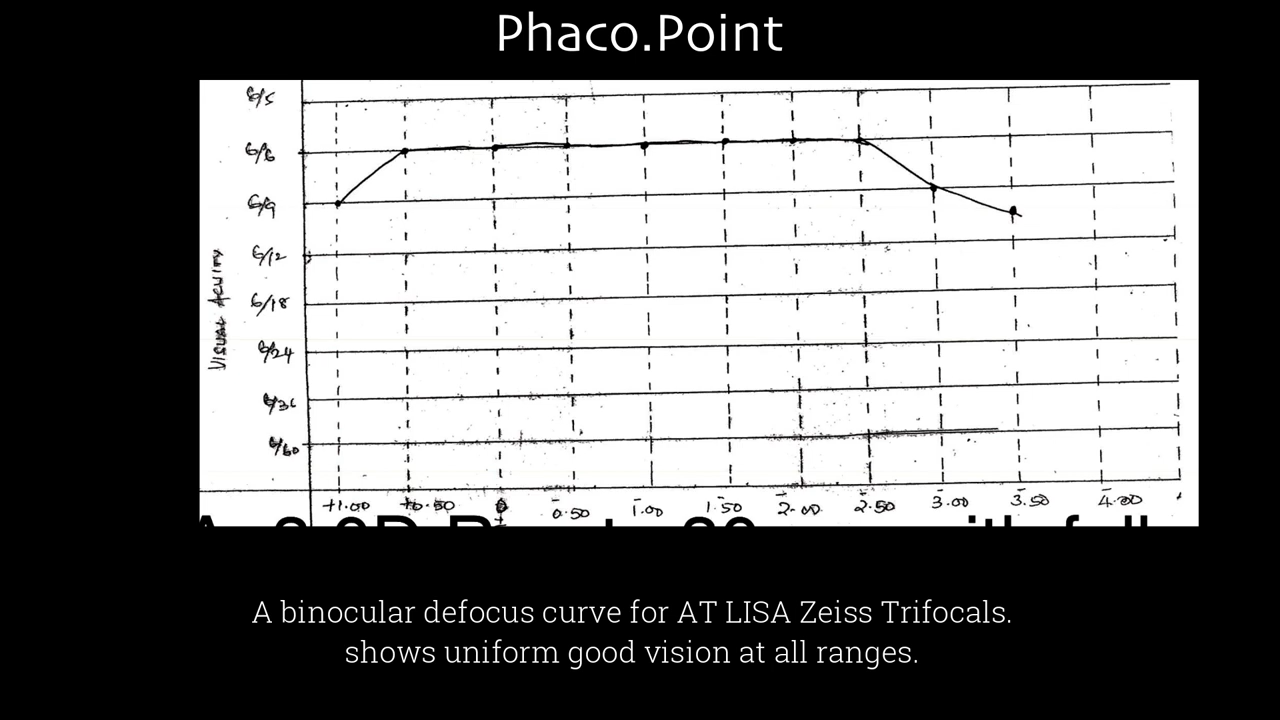 Phaco.Point
6/5
6/6
6/9
6/12
6/18
6/24
6/36
6/60
VISUAL ACUITY
+1.00 +0.50 0 -0.50 -1.00 -1.50 -2.00 -2.50 -3.00 -3.50 -4.00
A binocular defocus curve for AT LISA Zeiss Trifocals.
shows uniform good vision at all ranges.